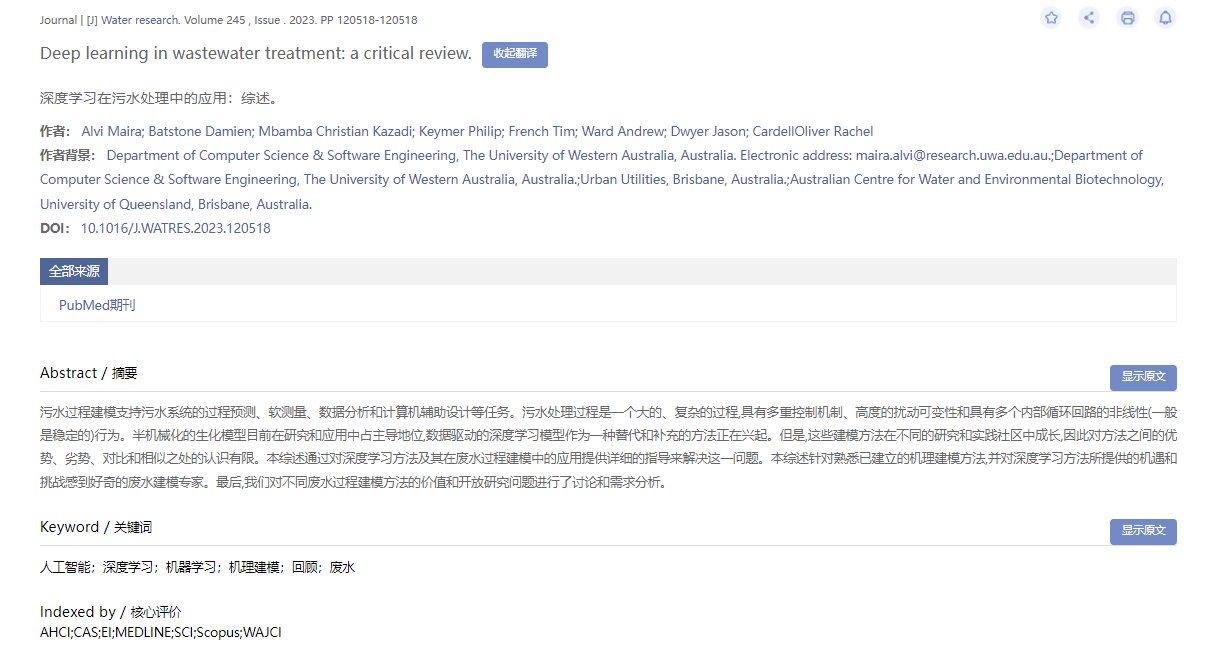 Journal | [J] Water research. Volume 245 , Issue . 2023. PP 120518-120518
Deep learning in wastewater treatment: a critical review. 收起翻译
深度学习在污水处理中的应用：综述。
作者： Alvi Maira; Batstone Damien; Mbamba Christian Kazadi; Keymer Philip; French Tim; Ward Andrew; Dwyer Jason; CardellOliver Rachel
作者背景： Department of Computer Science & Software Engineering, The University of Western Australia, Australia. Electronic address: maira.alvi@research.uwa.edu.au.;Department of
Computer Science & Software Engineering, The University of Western Australia, Australia.;Urban Utilities, Brisbane, Australia.;Australian Centre for Water and Environmental Biotechnology,
University of Queensland, Brisbane, Australia.
DOI： 10.1016/J.WATRES.2023.120518
全部来源
PubMed期刊
Abstract / 摘要
显示原文
污水过程建模支持污水系统的过程预测、软测量、数据分析和计算机辅助设计等任务。污水处理过程是一个大的、复杂的过程,具有多重控制机制、高度的扰动可变性和具有多个内部循环回路的非线性(一般
是稳定的)行为。半机械化的生化模型目前在研究和应用中占主导地位,数据驱动的深度学习模型作为一种替代和补充的方法正在兴起。但是,这些建模方法在不同的研究和实践社区中成长,因此对方法之间的优
势、劣势、对比和相似之处的认识有限。本综述通过对深度学习方法及其在废水过程建模中的应用提供详细的指导来解决这一问题。本综述针对熟悉已建立的机理建模方法,并对深度学习方法所提供的机遇和
挑战感到好奇的废水建模专家。最后,我们对不同废水过程建模方法的价值和开放研究问题进行了讨论和需求分析。
Keyword / 关键词
显示原文
人工智能；深度学习；机器学习；机理建模；回顾；废水
Indexed by / 核心评价
AHCI;CAS;EI;MEDLINE;SCI;Scopus;WAJCI